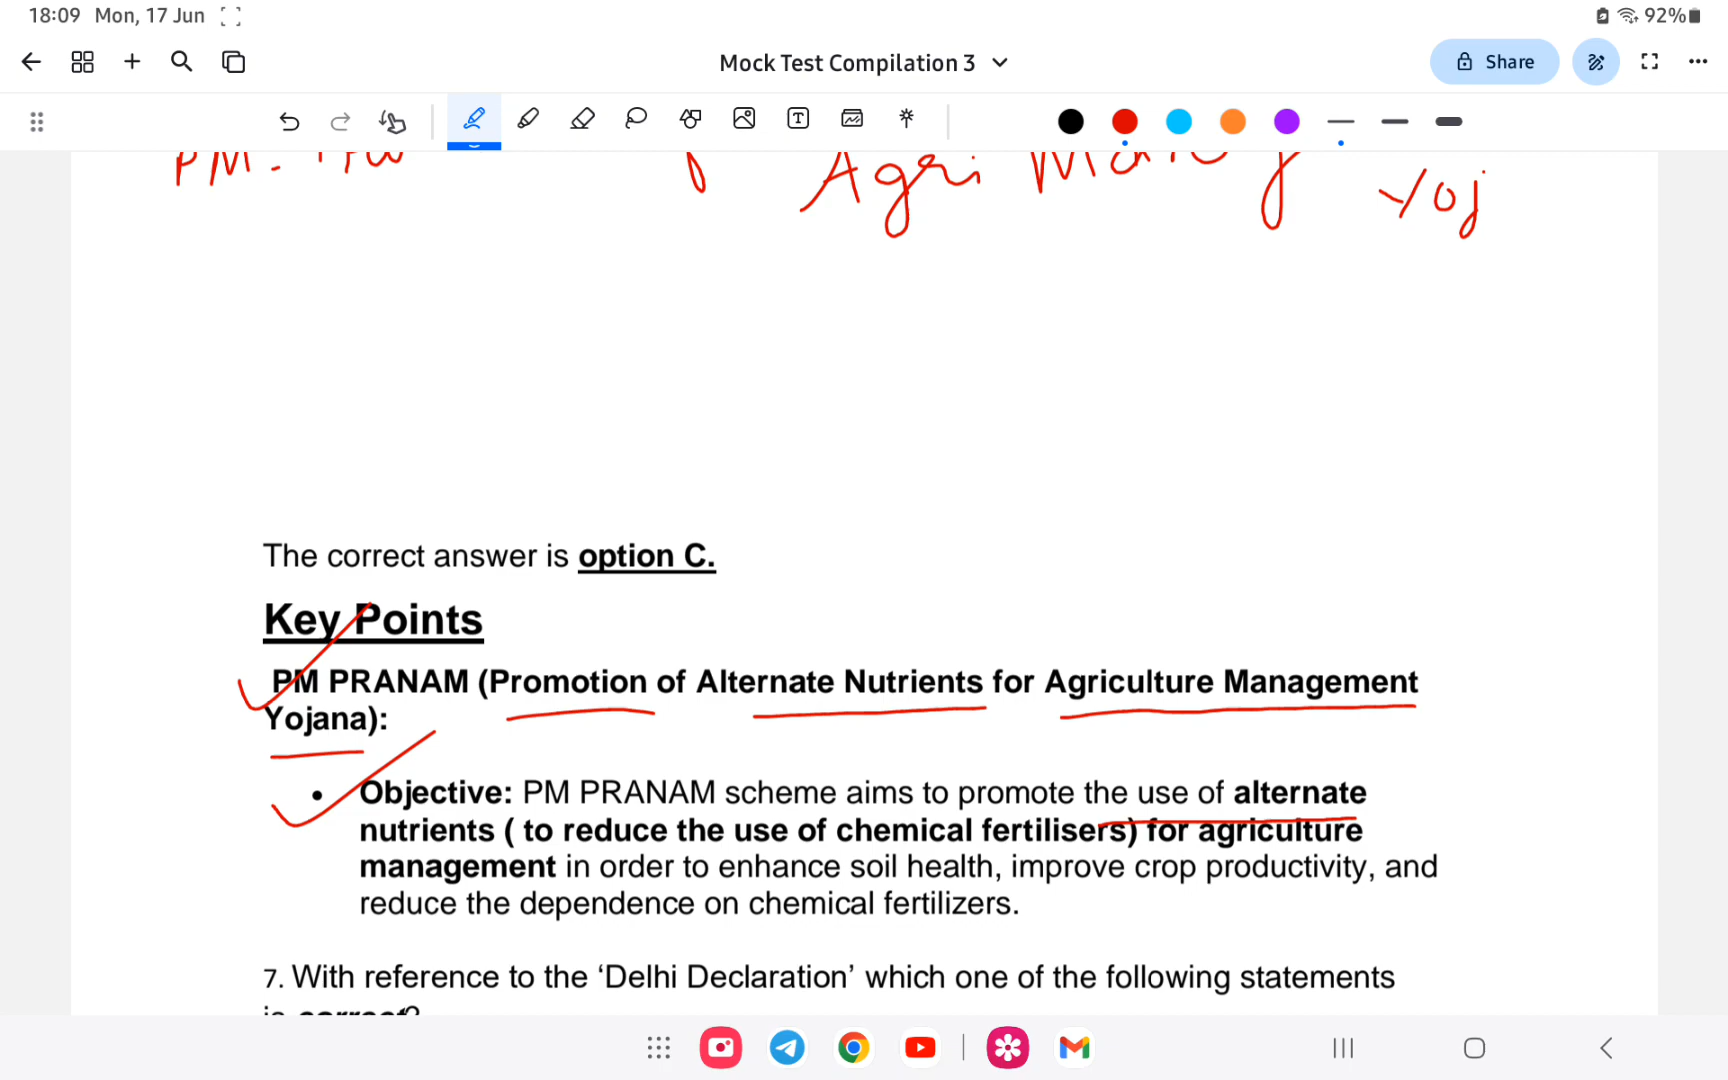 18:09 Mon, 17 Jun 92%
Mock Test Compilation 3 Share
Agri Yoj
The correct answer is option C.
Key Points
PM PRANAM (Promotion of Alternate Nutrients for Agriculture Management
Yojana):
• Objective: PM PRANAM scheme aims to promote the use of alternate
nutrients ( to reduce the use of chemical fertilisers) for agriculture
management in order to enhance soil health, improve crop productivity, and
reduce the dependence on chemical fertilizers.
7. With reference to the ‘Delhi Declaration’ which one of the following statements
is correct?